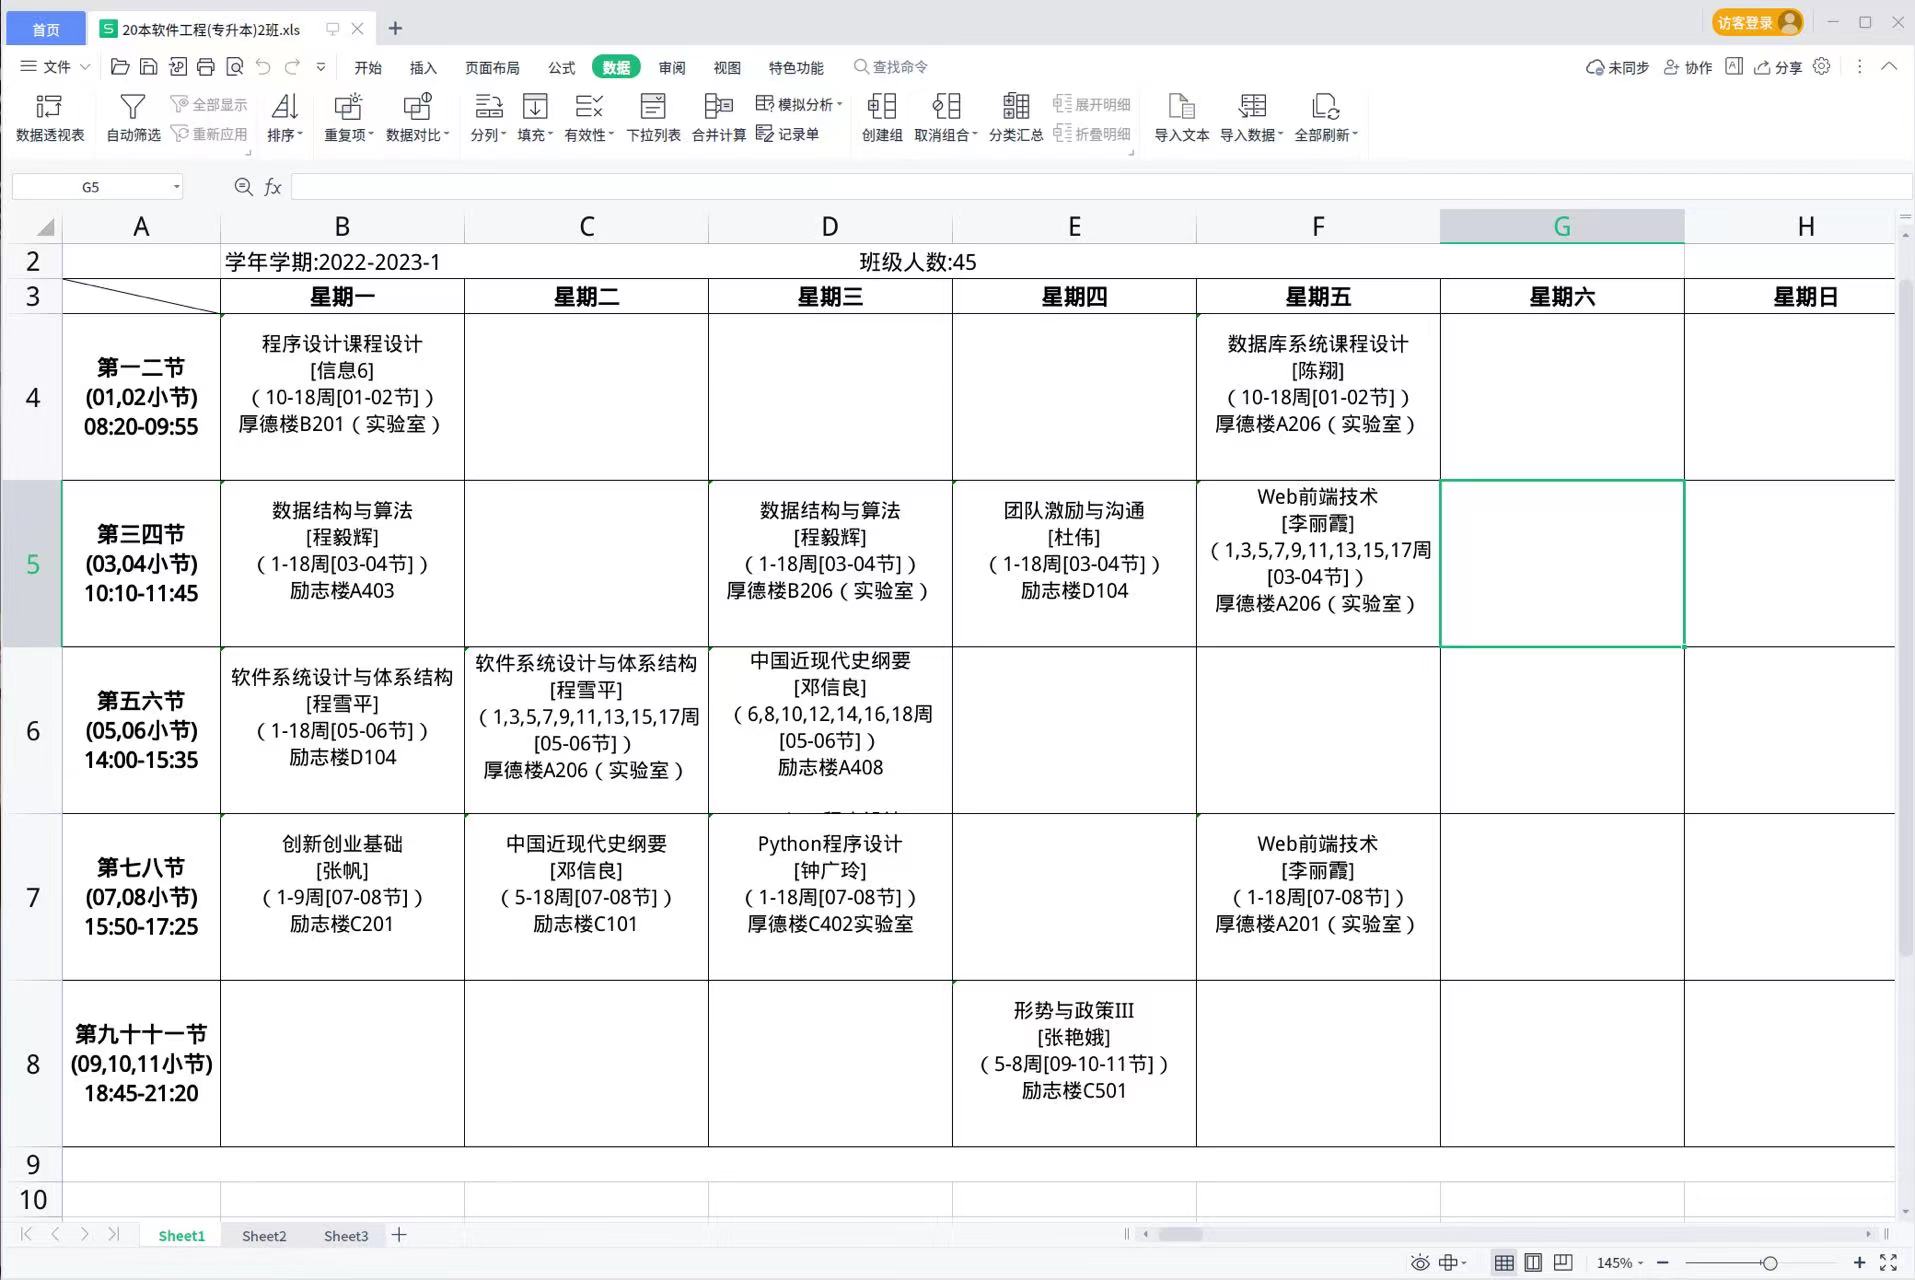 首页
S 20本软件工程(专升本)2班.xls
访客登录
文件
开始 插入 页面布局 公式 数据 审阅 视图 特色功能 查找命令
未同步 协作 分享
数据透视表 自动筛选 全部显示 重新应用 排序 重复项 数据对比 分列 填充 有效性 下拉列表 合并计算 模拟分析 记录单 创建组 取消组合 分类汇总 展开明细 折叠明细 导入文本 导入数据 全部刷新
G5 fx
A B C D E F G H
2 学年学期:2022-2023-1 班级人数:45
3 星期一 星期二 星期三 星期四 星期五 星期六 星期日
4
第一二节
(01,02小节)
08:20-09:55
程序设计课程设计
[信息6]
(10-18周[01-02节])
厚德楼B201(实验室)
数据库系统课程设计
[陈翔]
(10-18周[01-02节])
厚德楼A206(实验室)
5
第三四节
(03,04小节)
10:10-11:45
数据结构与算法
[程毅辉]
(1-18周[03-04节])
励志楼A403
数据结构与算法
[程毅辉]
(1-18周[03-04节])
厚德楼B206(实验室)
团队激励与沟通
[杜伟]
(1-18周[03-04节])
励志楼D104
Web前端技术
[李丽霞]
(1,3,5,7,9,11,13,15,17周
[03-04节])
厚德楼A206(实验室)
6
第五六节
(05,06小节)
14:00-15:35
软件系统设计与体系结构
[程雪平]
(1-18周[05-06节])
励志楼D104
软件系统设计与体系结构
[程雪平]
(1,3,5,7,9,11,13,15,17周
[05-06节])
厚德楼A206(实验室)
中国近现代史纲要
[邓信良]
(6,8,10,12,14,16,18周
[05-06节])
励志楼A408
7
第七八节
(07,08小节)
15:50-17:25
创新创业基础
[张帆]
(1-9周[07-08节])
励志楼C201
中国近现代史纲要
[邓信良]
(5-18周[07-08节])
励志楼C101
Python程序设计
[钟广玲]
(1-18周[07-08节])
厚德楼C402实验室
Web前端技术
[李丽霞]
(1-18周[07-08节])
厚德楼A201(实验室)
8
第九十十一节
(09,10,11小节)
18:45-21:20
形势与政策III
[张艳娥]
(5-8周[09-10-11节])
励志楼C501
9
10
Sheet1 Sheet2 Sheet3
145%